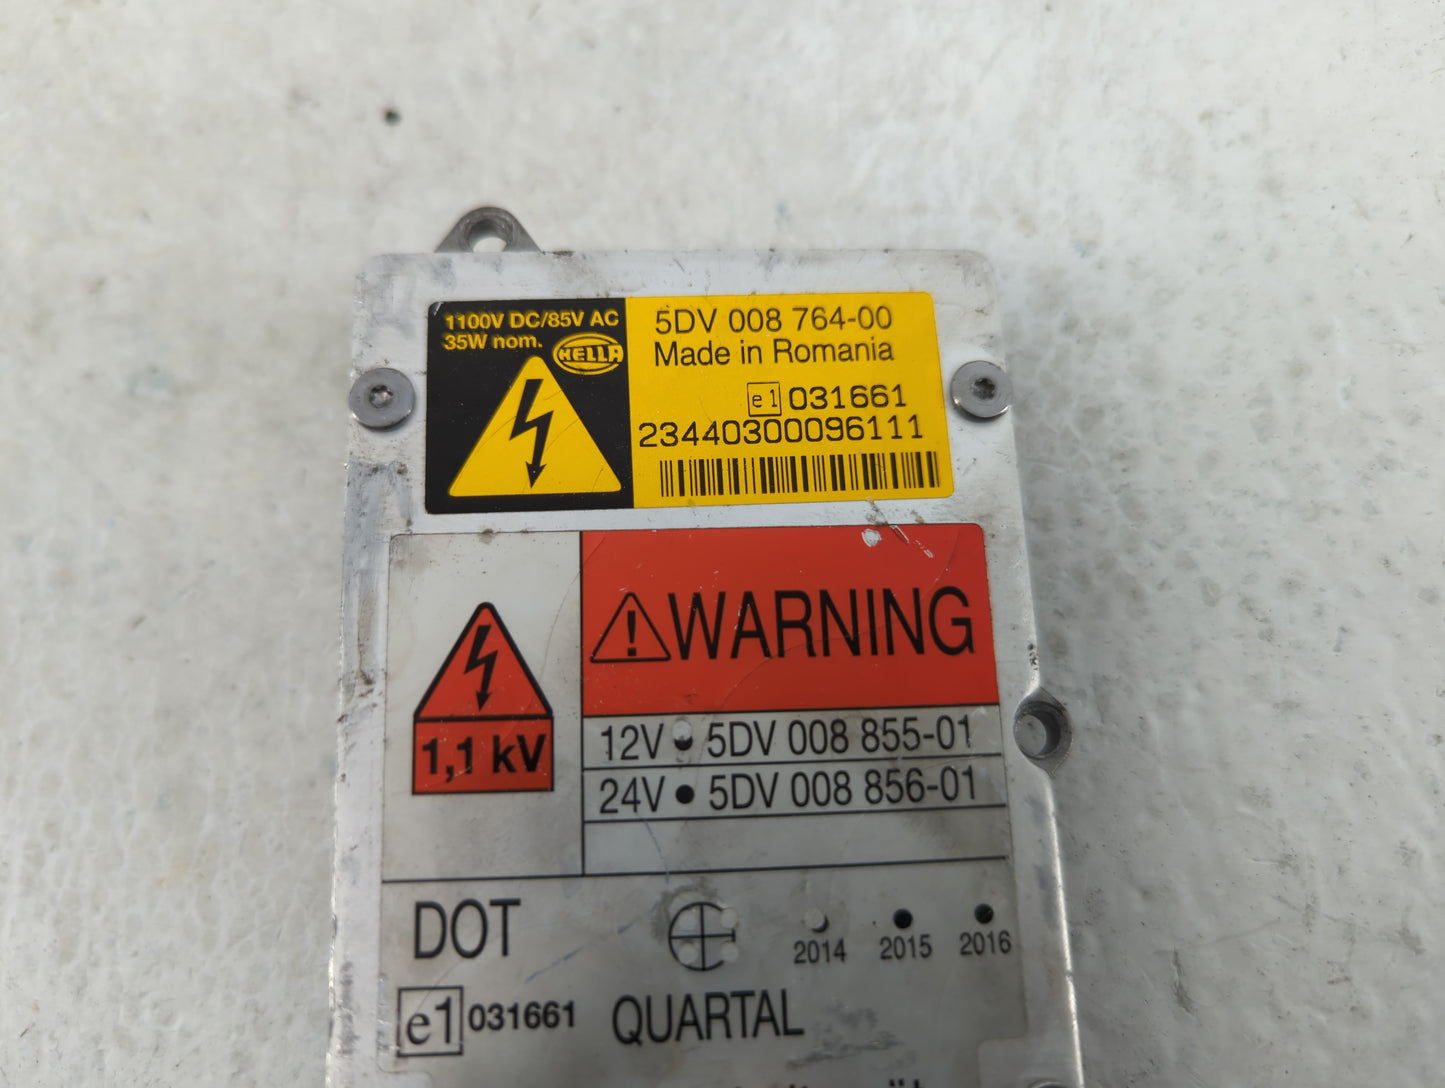 1100V DC/85V AC
35W nom.
HELLA
5DV 008 764-00
Made in Romania
e1 031661
23440300096111
WARNING
1,1 kV
12V 5DV 008 855-01
24V 5DV 008 856-01
DOT
2014 2015 2016
e1 031661 QUARTAL